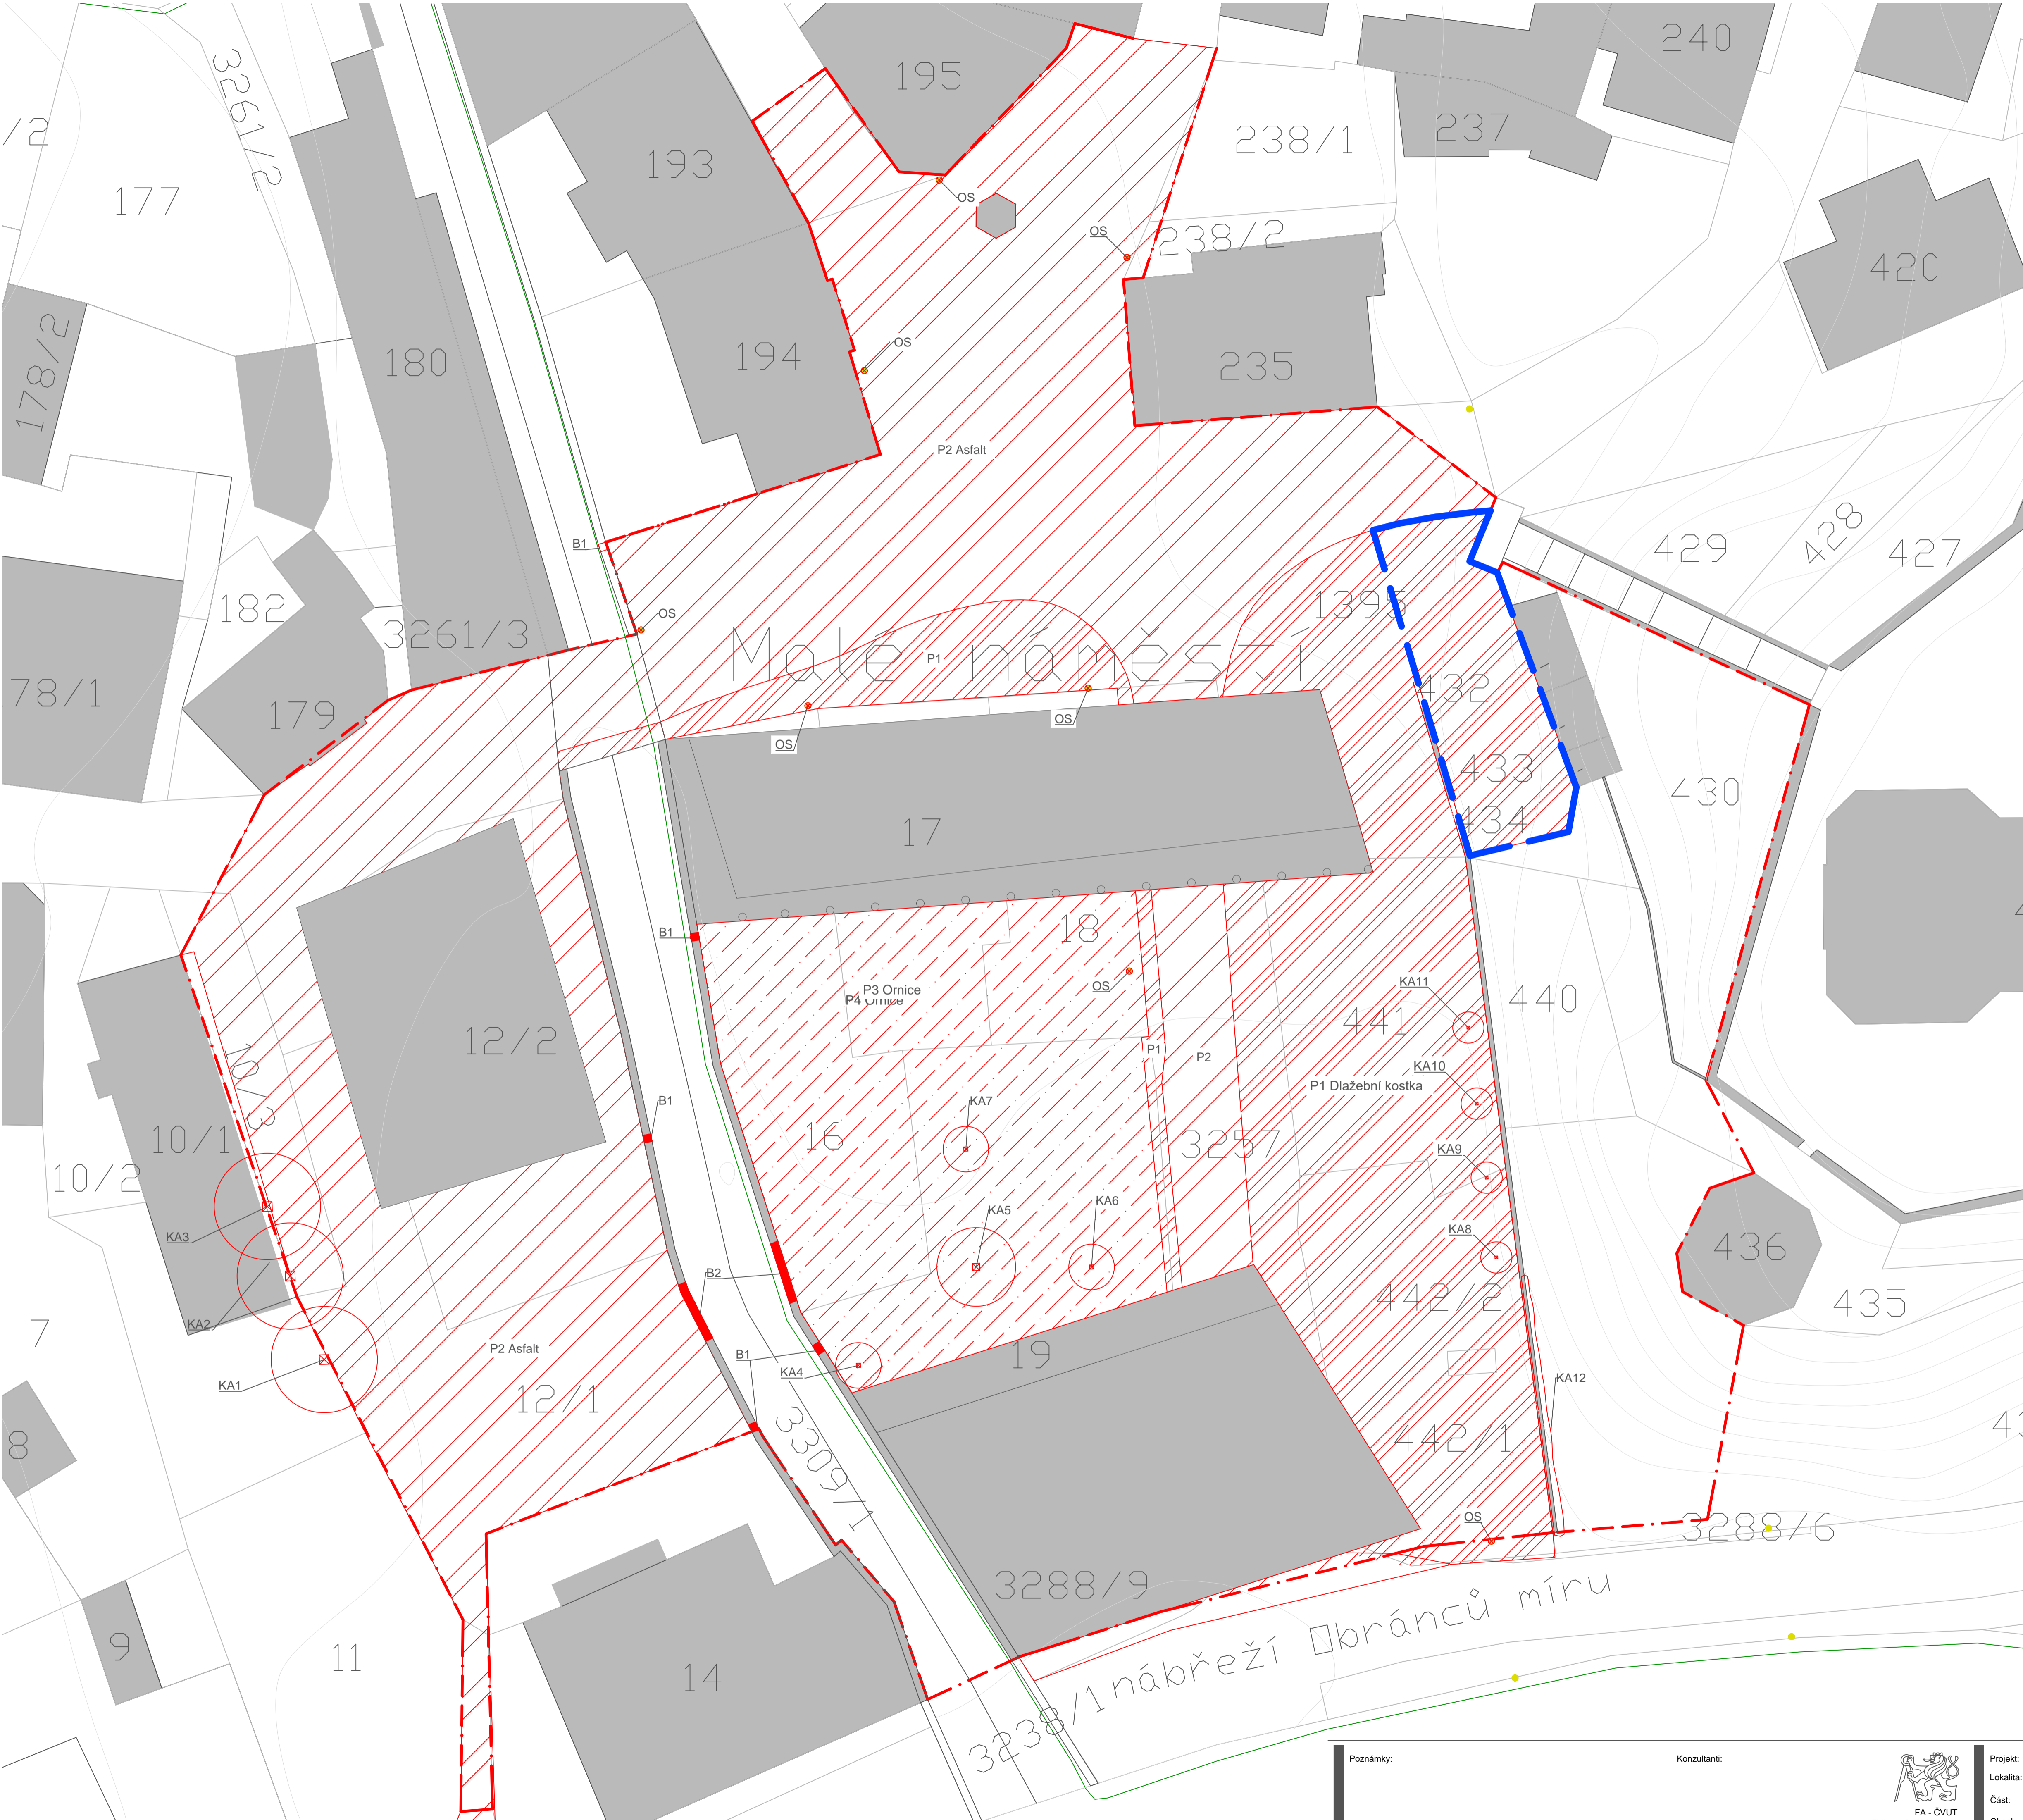 240
195
3261/2
/2
193
238/1
237
177
OS
OS
238/2
420
178/2
180
OS
194
235
P2 Asfalt
B1
428
429
427
182
OS
1395
3261/3
Malé náměstí
P1
432
78/1
179
OS
OS
433
430
434
17
B1
18
KA11
P3 Ornice
P4 Ornice
OS
440
12/2
441
P1
P2
KA10
P1 Dlažební kostka
10/3
B1
KA7
10/1
16
3257
KA9
10/2
KA6
KA5
KA3
KA8
436
B2
442/2
435
KA2
7
P2 Asfalt
B1
19
KA4
KA1
KA12
12/1
8
442/1
3309/1
OS
3288/6
3288/9
nábřeží Obránců míru
9
11
14
3238/1
Poznámky:
Konzultanti:
Projekt:
Lokalita:
Část:
FA - ČVUT